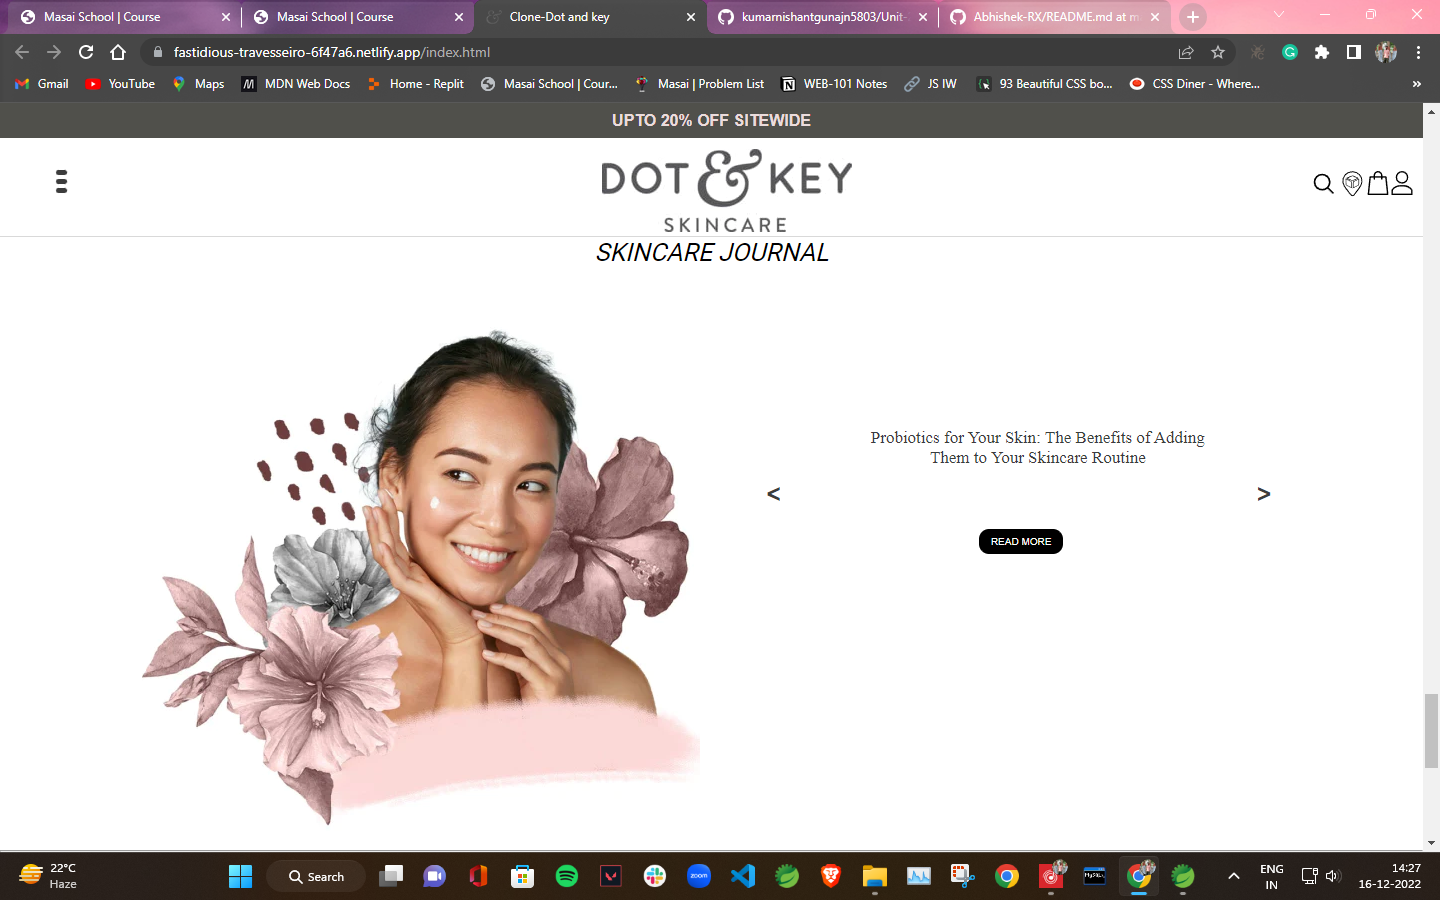 Masai School | Course
Masai School | Course
Clone-Dot and key
kumarnishantgunajn5803/Unit-
Abhishek-RX/README.md at m
fastidious-travesseiro-6f47a6.netlify.app/index.html
Gmail
YouTube
Maps
MDN Web Docs
Home - Replit
Masai School | Cour...
Masai | Problem List
WEB-101 Notes
JS IW
93 Beautiful CSS bo...
CSS Diner - Where...
»
UPTO 20% OFF SITEWIDE
DOT & KEY
SKINCARE
SKINCARE JOURNAL
Probiotics for Your Skin: The Benefits of Adding
Them to Your Skincare Routine
< >
READ MORE
22°C
Haze
Search
zoom
MySQL
ENG
IN
14:27
16-12-2022